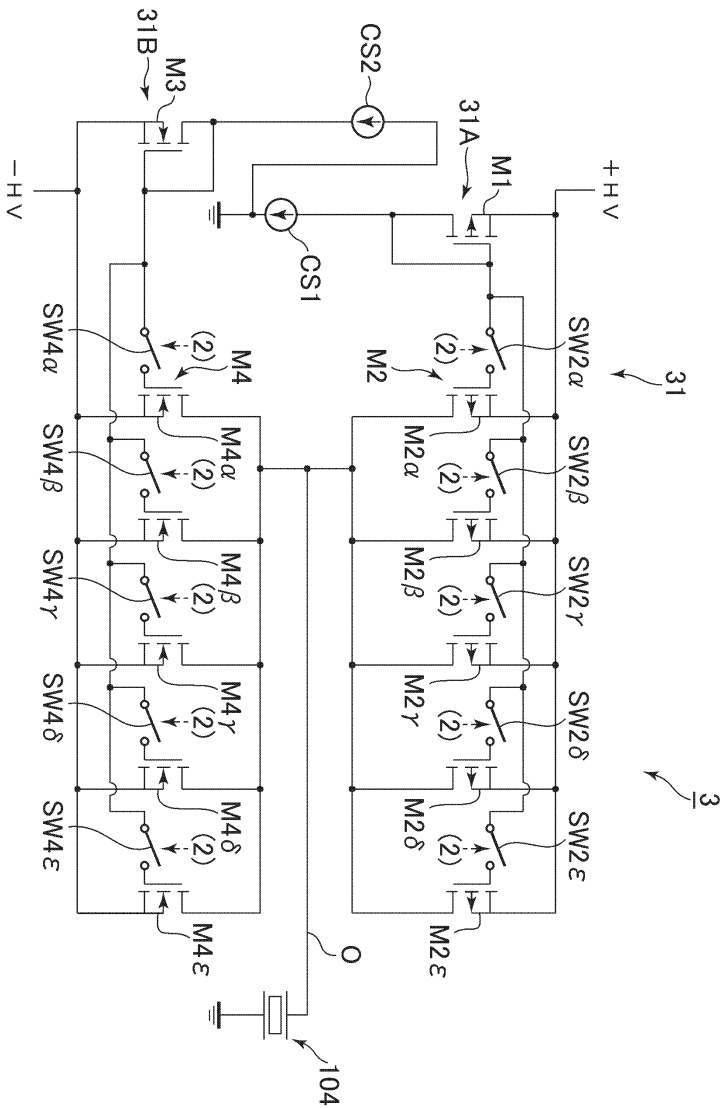 3
31
+HV
M1
31A
SW2α
SW2β
SW2γ
SW2δ
SW2ε
(2)
(2)
(2)
(2)
(2)
M2
M2α
M2β
M2γ
M2δ
M2ε
CS1
CS2
O
104
31B
M3
M4
M4α
M4β
M4γ
M4δ
M4ε
(2)
(2)
(2)
(2)
(2)
SW4α
SW4β
SW4γ
SW4δ
SW4ε
−HV